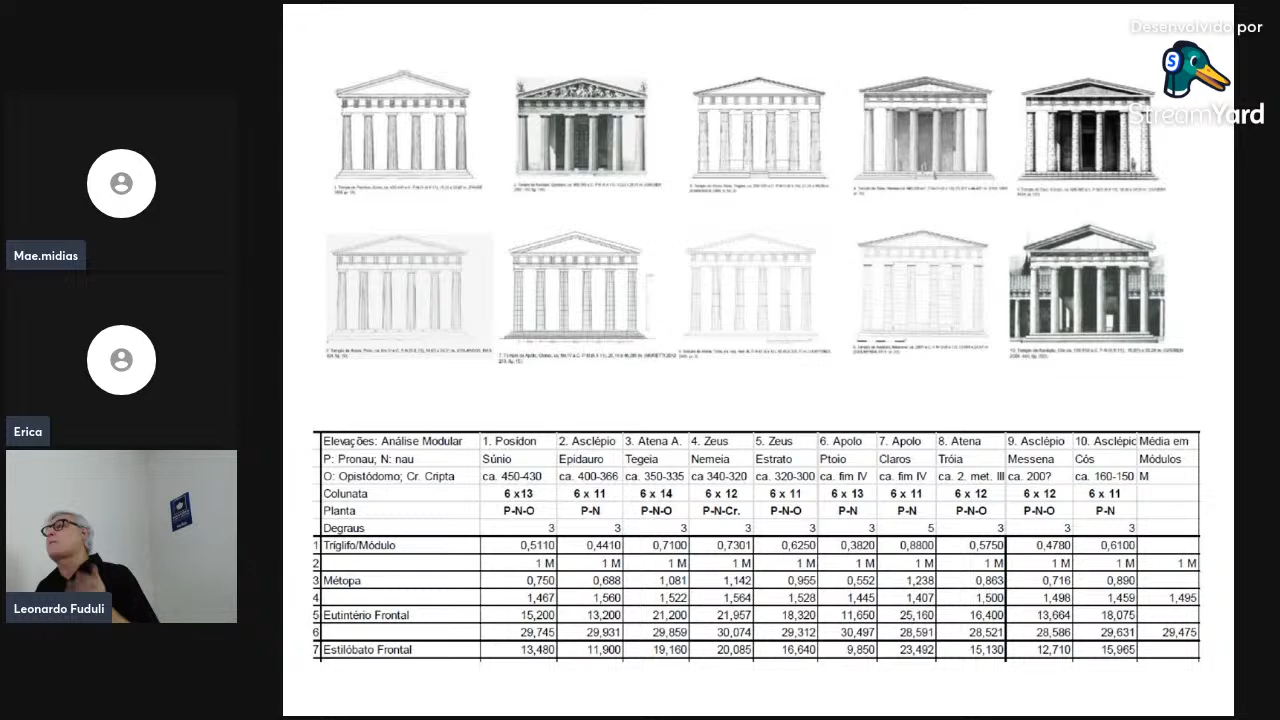 Desenvolvido por
StreamYard
S
Mae.midias
Erica
Leonardo Fuduli
Elevações: Análise Modular 1. Posídon 2. Asclépio 3. Atena A. 4. Zeus 5. Zeus 6. Apolo 7. Apolo 8. Atena 9. Asclépio 10. Asclépic Média em
P: Pronau; N: nau Súnio Epidauro Tegeia Nemeia Estrato Ptoio Claros Tróia Messena Cós Módulos
O: Opistódomo; Cr. Cripta ca. 450-430 ca. 400-366 ca. 350-335 ca 340-320 ca. 320-300 ca. fim IV ca. fim IV ca. 2. met. III ca. 200? ca. 160-150 M
Colunata 6 x13 6 x 11 6 x 14 6 x 12 6 x 11 6 x 13 6 x 11 6 x 12 6 x 12 6 x 11
Planta P-N-O P-N P-N-O P-N-Cr. P-N-O P-N P-N P-N-O P-N-O P-N
Degraus 3 3 3 3 3 3 5 3 3 3
1 Tríglifo/Módulo 0,5110 0,4410 0,7100 0,7301 0,6250 0,3820 0,8800 0,5750 0,4780 0,6100
2 1 M 1 M 1 M 1 M 1 M 1 M 1 M 1 M 1 M 1 M 1 M
3 Métopa 0,750 0,688 1,081 1,142 0,955 0,552 1,238 0,863 0,716 0,890
4 1,467 1,560 1,522 1,564 1,528 1,445 1,407 1,500 1,498 1,459 1,495
5 Eutintério Frontal 15,200 13,200 21,200 21,957 18,320 11,650 25,160 16,400 13,664 18,075
6 29,745 29,931 29,859 30,074 29,312 30,497 28,591 28,521 28,586 29,631 29,475
7 Estilóbato Frontal 13,480 11,900 19,160 20,085 16,640 9,850 23,492 15,130 12,710 15,965